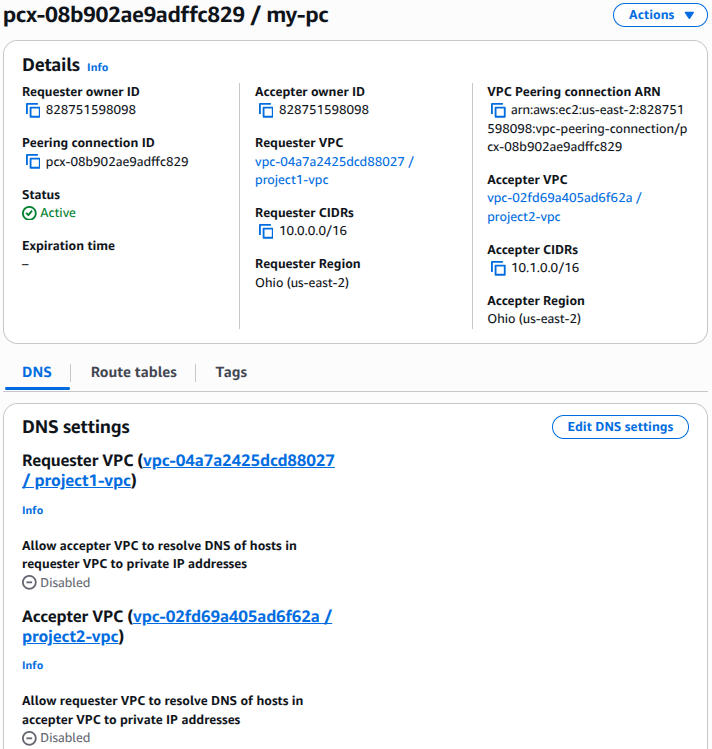 pcx-08b902ae9adffc829 / my-pc
Actions
Details Info
Requester owner ID
828751598098
Peering connection ID
pcx-08b902ae9adffc829
Status
Active
Expiration time
–
Accepter owner ID
828751598098
Requester VPC
vpc-04a7a2425dcd88027 /
project1-vpc
Requester CIDRs
10.0.0.0/16
Requester Region
Ohio (us-east-2)
VPC Peering connection ARN
arn:aws:ec2:us-east-2:828751
598098:vpc-peering-connection/p
cx-08b902ae9adffc829
Accepter VPC
vpc-02fd69a405ad6f62a /
project2-vpc
Accepter CIDRs
10.1.0.0/16
Accepter Region
Ohio (us-east-2)
DNS
Route tables
Tags
DNS settings
Edit DNS settings
Requester VPC (vpc-04a7a2425dcd88027
/ project1-vpc)
Info
Allow accepter VPC to resolve DNS of hosts in
requester VPC to private IP addresses
Disabled
Accepter VPC (vpc-02fd69a405ad6f62a /
project2-vpc)
Info
Allow requester VPC to resolve DNS of hosts in
accepter VPC to private IP addresses
Disabled